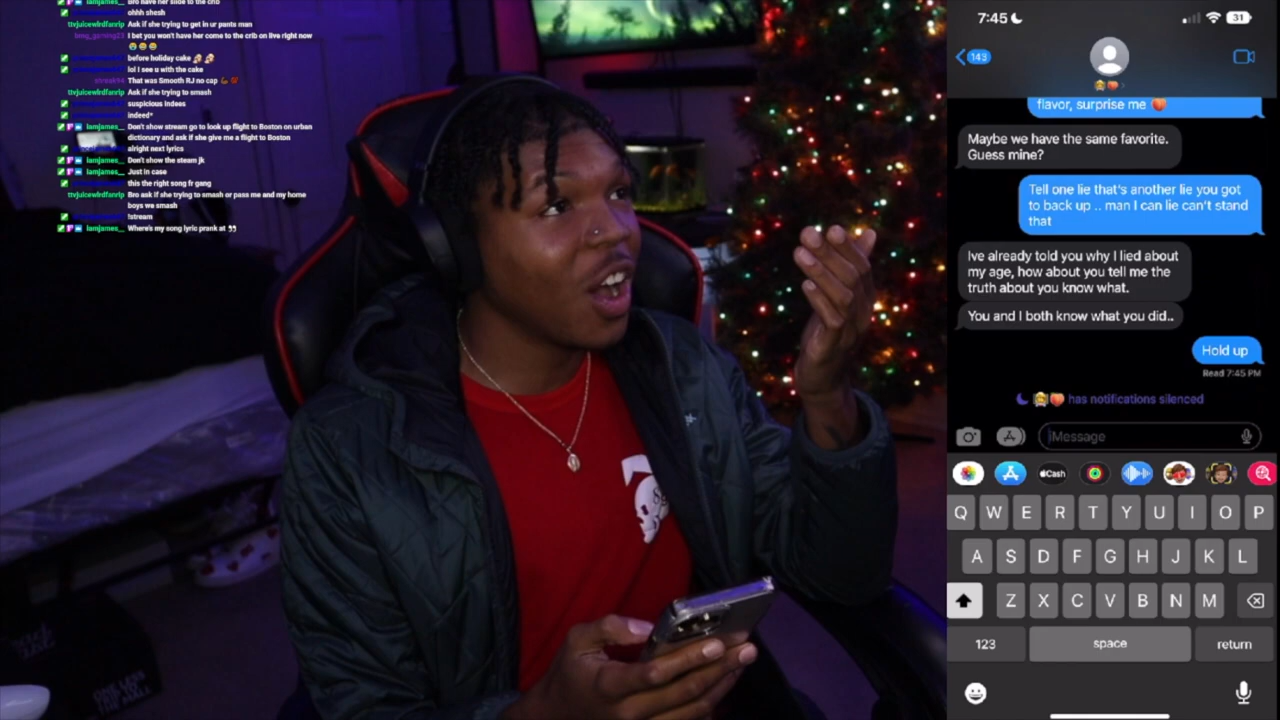 Bro have her slide to the crib
ohhh shesh
ttvjuicewlrdfanrip Ask if she trying to get in ur pants man
I bet you won't have her come to the crib on live right now
😭😄😄
before holiday cake
lol I see u with the cake
That was Smooth RJ no cap
ttvjuicewlrdfanrip Ask if she trying to smash
suspicious indees
indeed*
Iamjames__ Don't show stream go to look up flight to Boston on urban
dictionary and ask if she give me a flight to Boston
alright next lyrics
Iamjames__ Don't show the steam jk
Iamjames__ Just in case
this the right song fr gang
ttvjuicewlrdfanrip Bro ask if she trying to smash or pass me and my home
boys we smash
!stream
Iamjames__ Where's my song lyric prank at
7:45
31
143
flavor, surprise me 🍑
Maybe we have the same favorite.
Guess mine?
Tell one lie that's another lie you got
to back up .. man I can lie can't stand
that
Ive already told you why I lied about
my age, how about you tell me the
truth about you know what.
You and I both know what you did..
Hold up
Read 7:45 PM
has notifications silenced
Message
Cash
Q W E R T Y U I O P
A S D F G H J K L
Z X C V B N M
123 space return